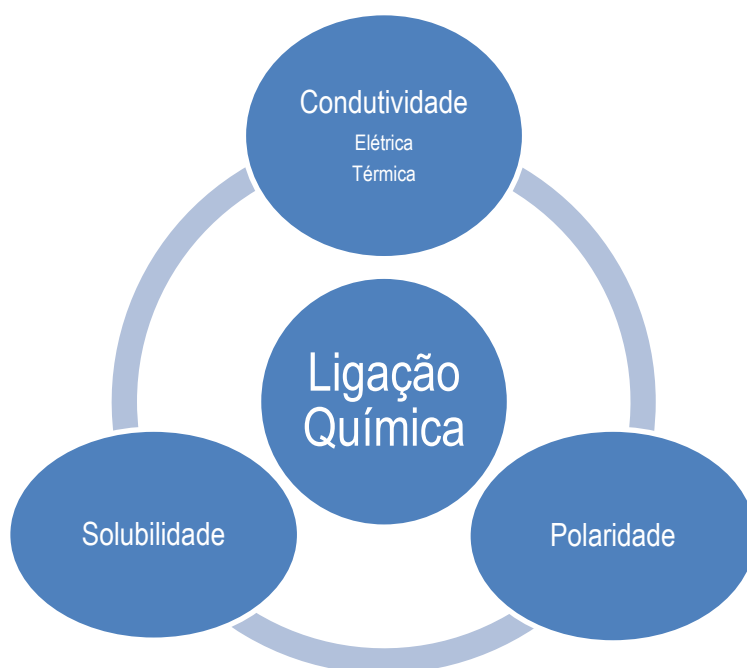 Condutividade
Elétrica
Térmica
Ligação
Química
Solubilidade
Polaridade